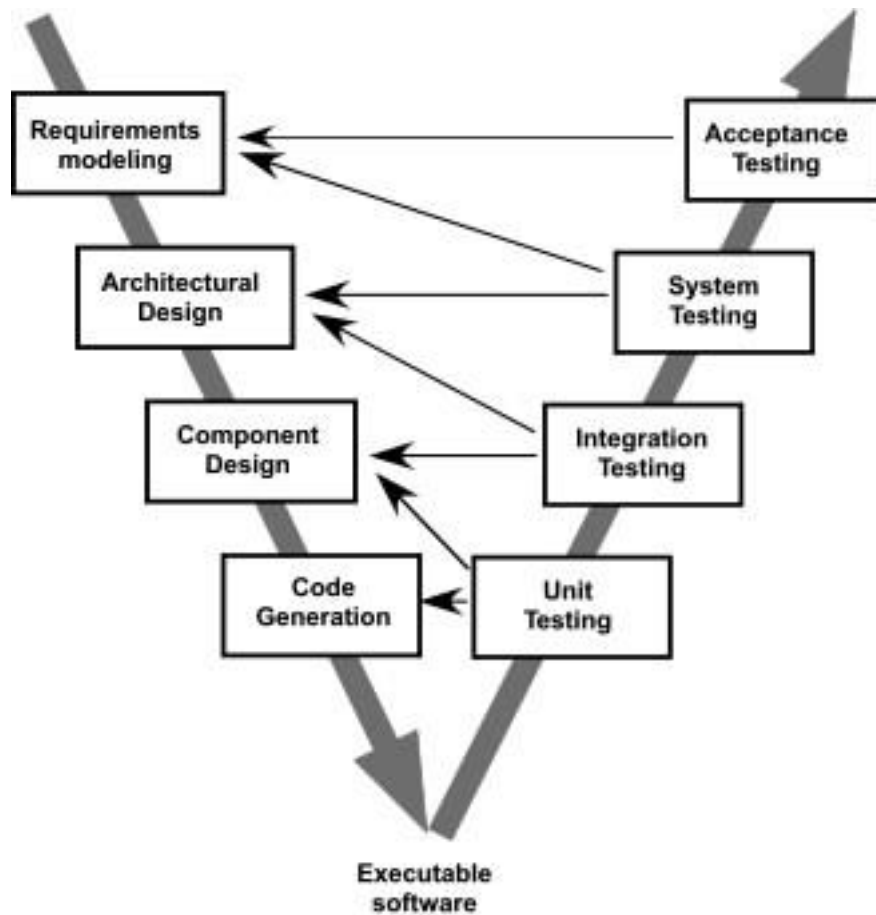 Requirements
modeling
Acceptance
Testing
Architectural
Design
System
Testing
Component
Design
Integration
Testing
Code
Generation
Unit
Testing
Executable
software